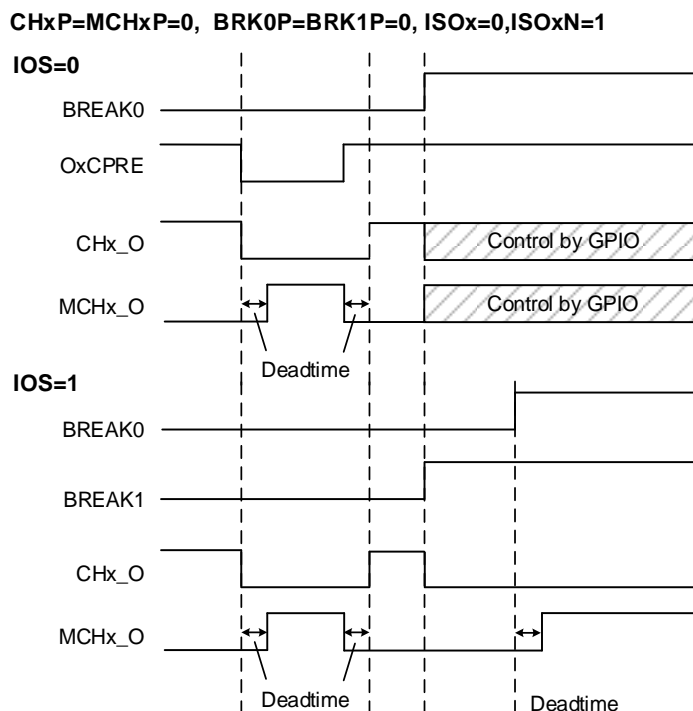 CHxP=MCHxP=0, BRK0P=BRK1P=0, ISOx=0,ISOxN=1
IOS=0
BREAK0
OxCPRE
CHx_O
Control by GPIO
MCHx_O
Control by GPIO
Deadtime
IOS=1
BREAK0
BREAK1
CHx_O
MCHx_O
Deadtime
Deadtime